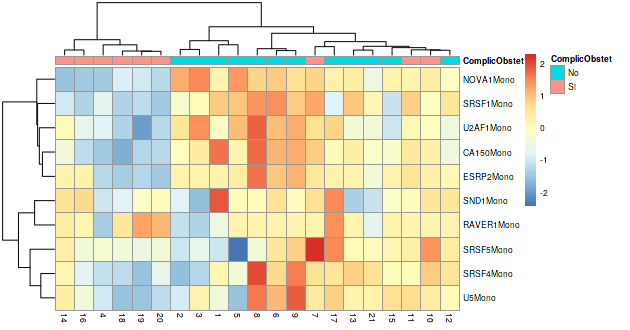 ComplicObstet
NOVA1Mono
SRSF1Mono
U2AF1Mono
CA150Mono
ESRP2Mono
SND1Mono
RAVER1Mono
SRSF5Mono
SRSF4Mono
U5Mono
14 16 4 18 19 20 2 3 1 5 8 6 9 7 17 13 21 15 11 10 12
2
1
0
-1
-2
ComplicObstet
No
Si